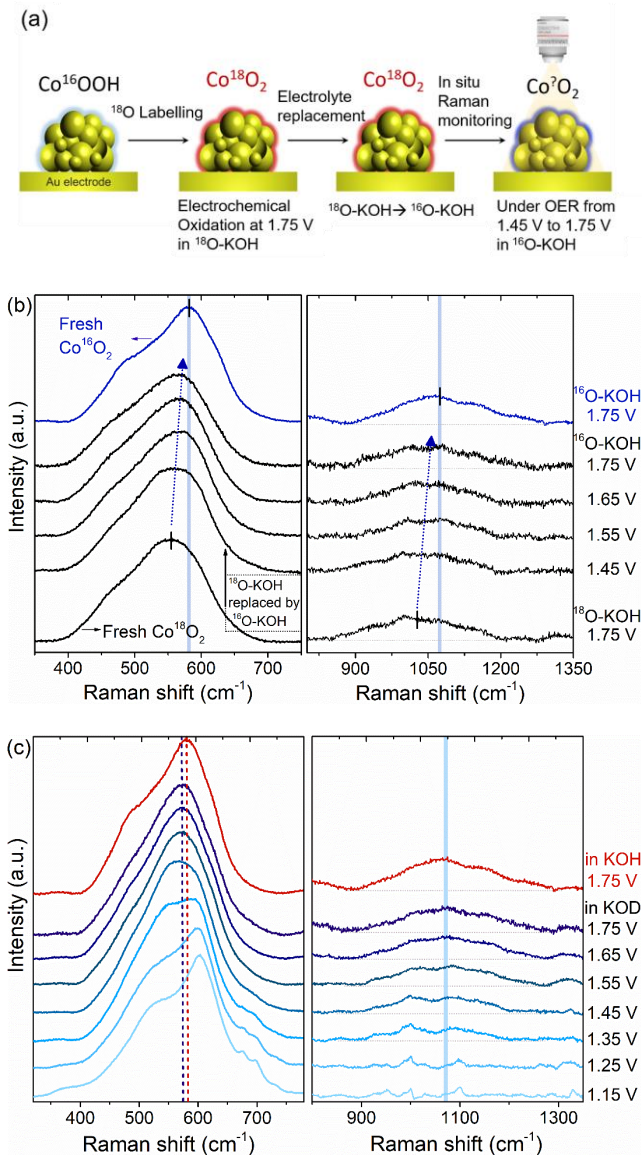 (a)
Co¹⁶OOH
Co¹⁸O₂
Co¹⁸O₂
Co?O₂
¹⁸O Labelling
Electrolyte
replacement
In situ
Raman
monitoring
Au electrode
Electrochemical
Oxidation at 1.75 V
in ¹⁸O-KOH
¹⁸O-KOH→ ¹⁶O-KOH
Under OER from
1.45 V to 1.75 V
in ¹⁶O-KOH
(b)
Intensity (a.u.)
Fresh
Co¹⁶O₂
¹⁸O-KOH
replaced by
¹⁶O-KOH
Fresh Co¹⁸O₂
¹⁶O-KOH
1.75 V
¹⁶O-KOH
1.75 V
1.65 V
1.55 V
1.45 V
¹⁸O-KOH
1.75 V
350 450 550 650 750
900 1050 1200 1350
Raman shift (cm⁻¹)
Raman shift (cm⁻¹)
(c)
Intensity (a.u.)
in KOH
1.75 V
in KOD
1.75 V
1.65 V
1.55 V
1.45 V
1.35 V
1.25 V
1.15 V
400 500 600 700
900 1100 1300
Raman shift (cm⁻¹)
Raman shift (cm⁻¹)